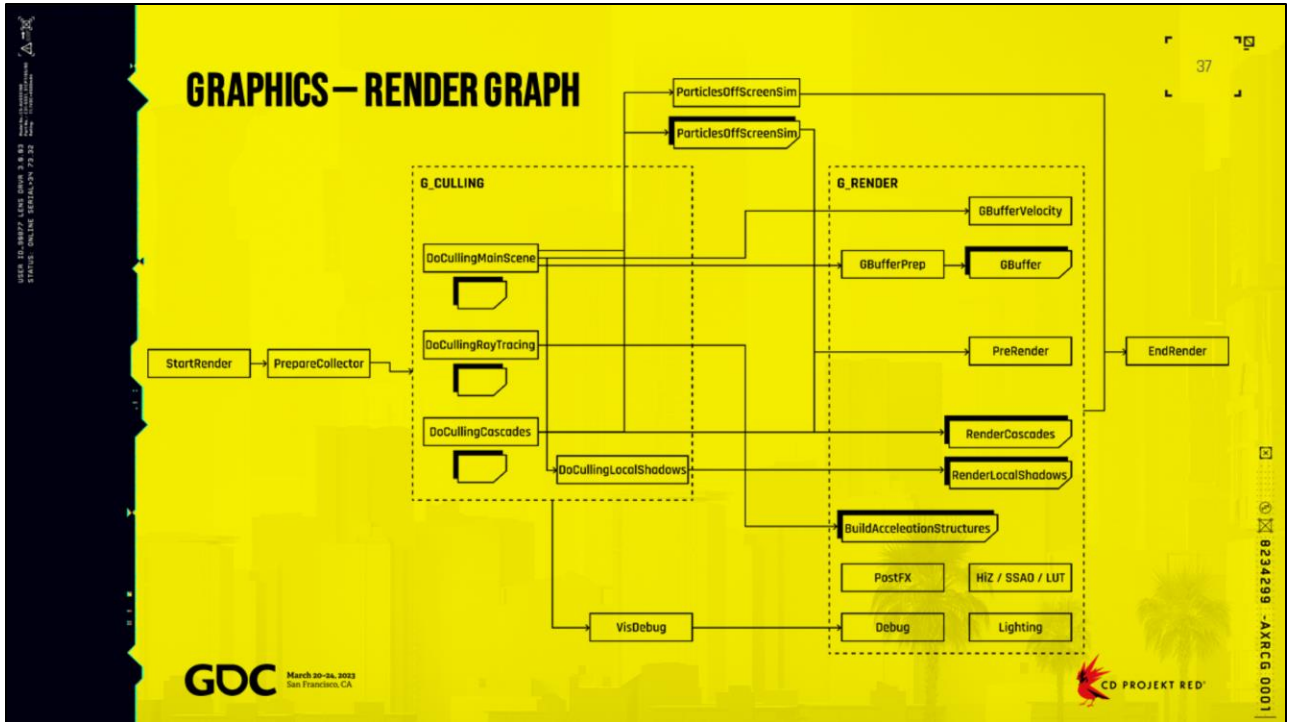 GRAPHICS — RENDER GRAPH
37
ParticlesOffScreenSim
ParticlesOffScreenSim
G_CULLING
G_RENDER
GBufferVelocity
DoCullingMainScene
GBufferPrep
GBuffer
DoCullingRayTracing
StartRender
PrepareCollector
PreRender
EndRender
DoCullingCascades
RenderCascades
DoCullingLocalShadows
RenderLocalShadows
BuildAcceleationStructures
PostFX
HiZ / SSAO / LUT
VisDebug
Debug
Lighting
GDC
March 20-24, 2023
San Francisco, CA
CD PROJEKT RED®
8234299 -AXRCG 0001